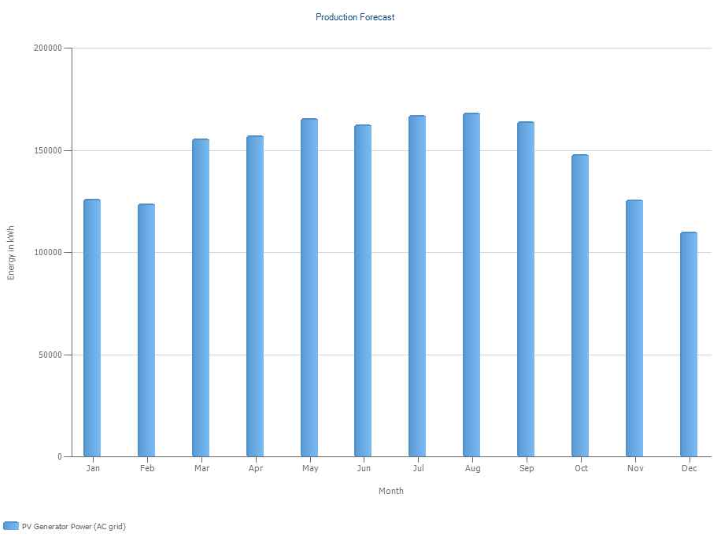 Production Forecast
200000
150000
100000
50000
0
Energy in kWh
Jan Feb Mar Apr May Jun Jul Aug Sep Oct Nov Dec
Month
PV Generator Power (AC grid)